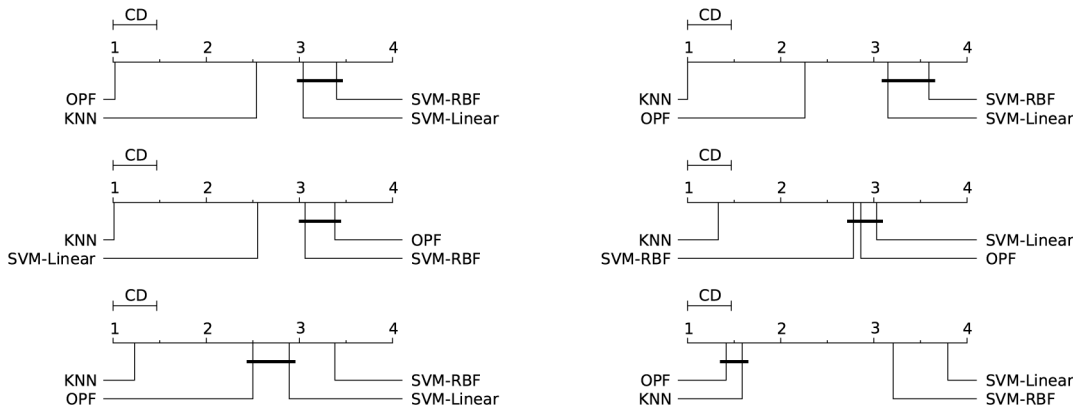 CD
1 2 3 4
OPF
KNN
SVM-RBF
SVM-Linear
CD
1 2 3 4
KNN
OPF
SVM-RBF
SVM-Linear
CD
1 2 3 4
KNN
SVM-Linear
OPF
SVM-RBF
CD
1 2 3 4
KNN
SVM-RBF
SVM-Linear
OPF
CD
1 2 3 4
KNN
OPF
SVM-RBF
SVM-Linear
CD
1 2 3 4
OPF
KNN
SVM-Linear
SVM-RBF